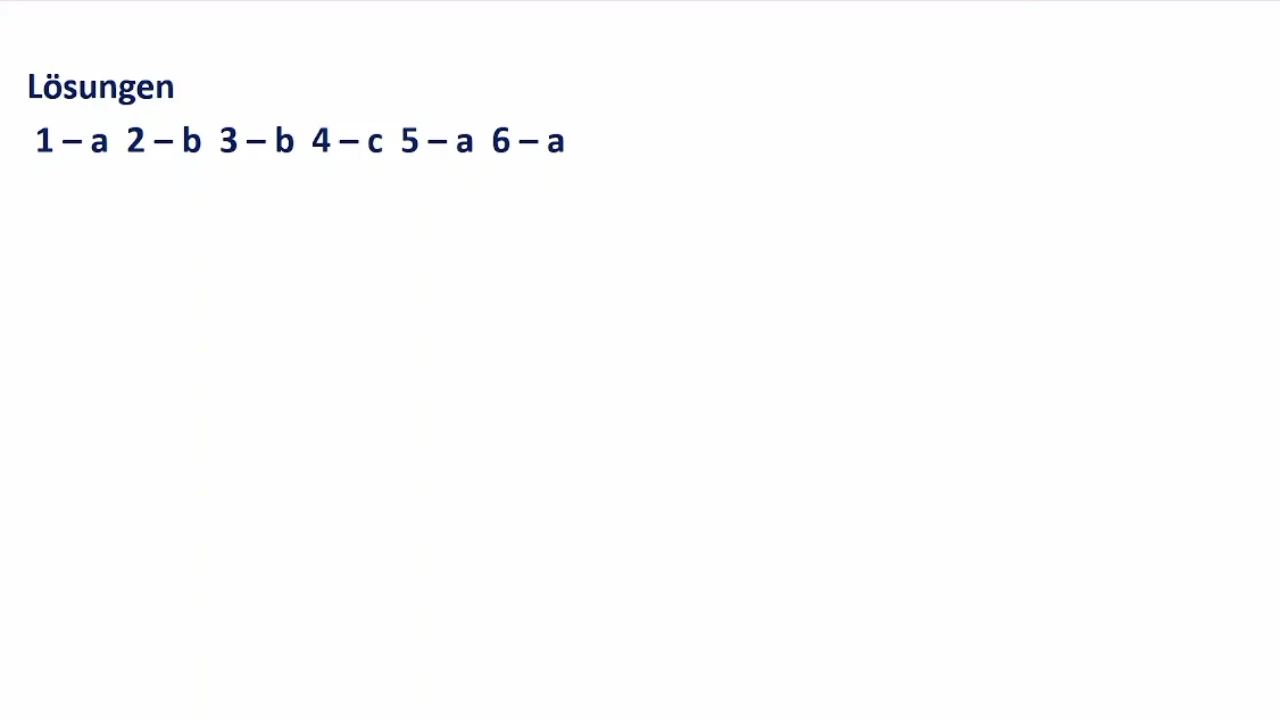 Lösungen
1 – a 2 – b 3 – b 4 – c 5 – a 6 – a